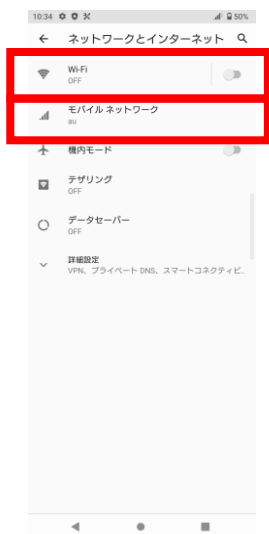 10:34 50%
ネットワークとインターネット
Wi-Fi
OFF
モバイル ネットワーク
au
機内モード
テザリング
OFF
データセーバー
OFF
詳細設定
VPN、プライベート DNS、スマートコネクティビ..